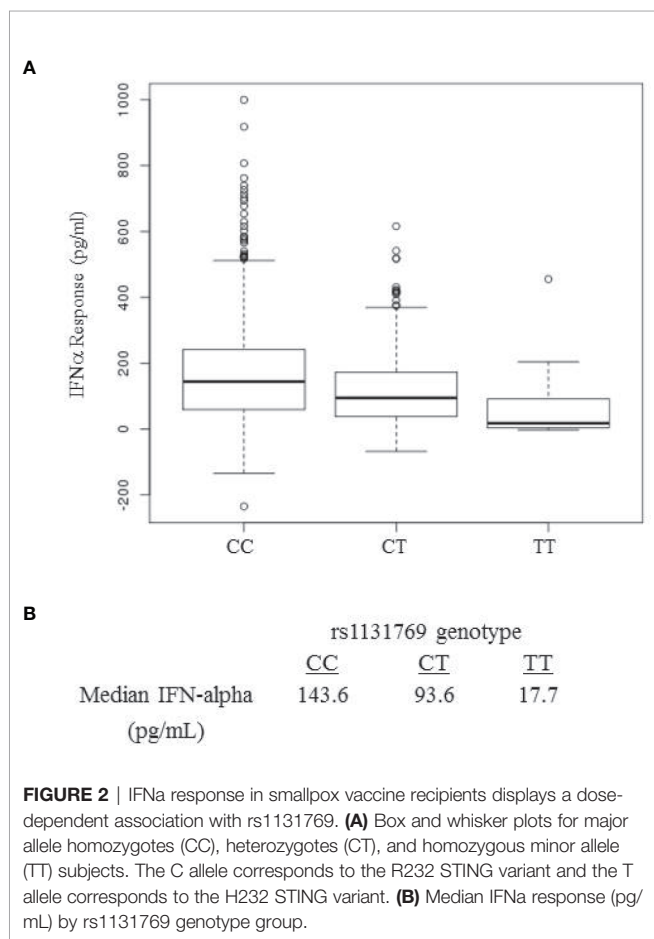 A
IFNα Response (pg/ml)
1000
800
600
400
200
0
-200
CC CT TT
B
rs1131769 genotype
CC CT TT
Median IFN-alpha 143.6 93.6 17.7
(pg/mL)
FIGURE 2 | IFNa response in smallpox vaccine recipients displays a dose-
dependent association with rs1131769. (A) Box and whisker plots for major
allele homozygotes (CC), heterozygotes (CT), and homozygous minor allele
(TT) subjects. The C allele corresponds to the R232 STING variant and the T
allele corresponds to the H232 STING variant. (B) Median IFNa response (pg/
mL) by rs1131769 genotype group.